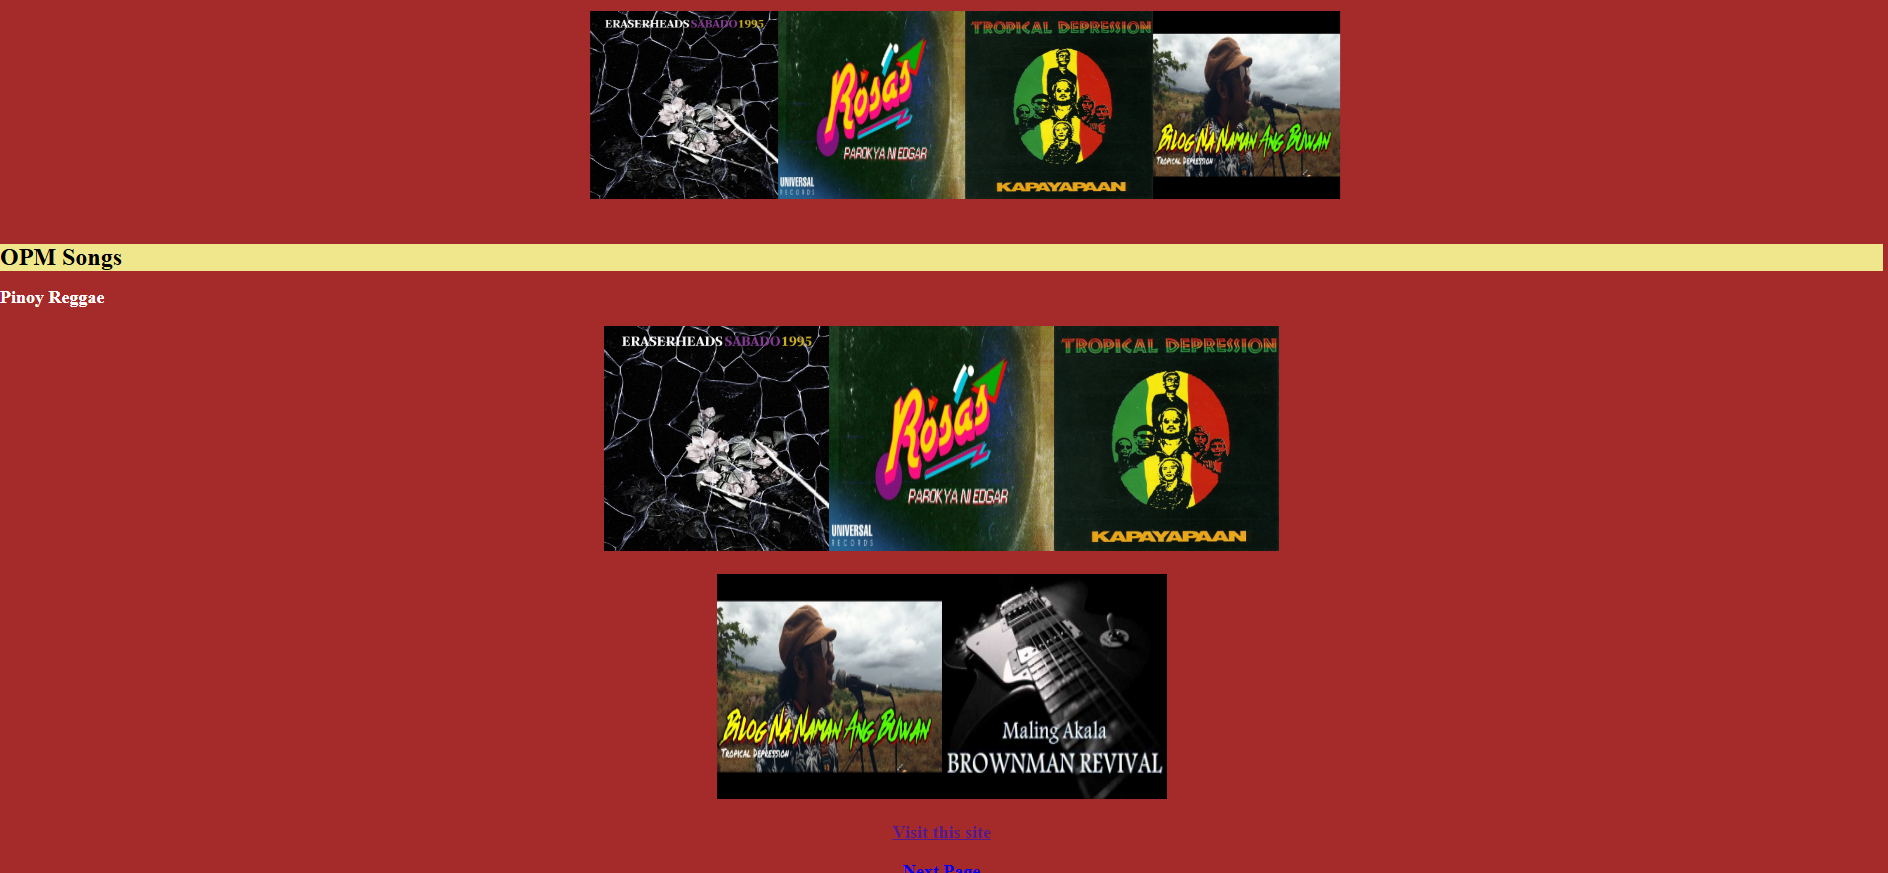 ERASERHEADS SABADO 1995
Rosas
PAROKYA NI EDGAR
UNIVERSAL
RECORDS
TROPICAL DEPRESSION
KAPAYAPAAN
BILOG NA NAMAN ANG BUWAN
TROPICAL DEPRESSION
OPM Songs
Pinoy Reggae
ERASERHEADS SABADO 1995
Rosas
PAROKYA NI EDGAR
UNIVERSAL
RECORDS
TROPICAL DEPRESSION
KAPAYAPAAN
BILOG NA NAMAN ANG BUWAN
TROPICAL DEPRESSION
Maling Akala
BROWNMAN REVIVAL
Visit this site
Next Page